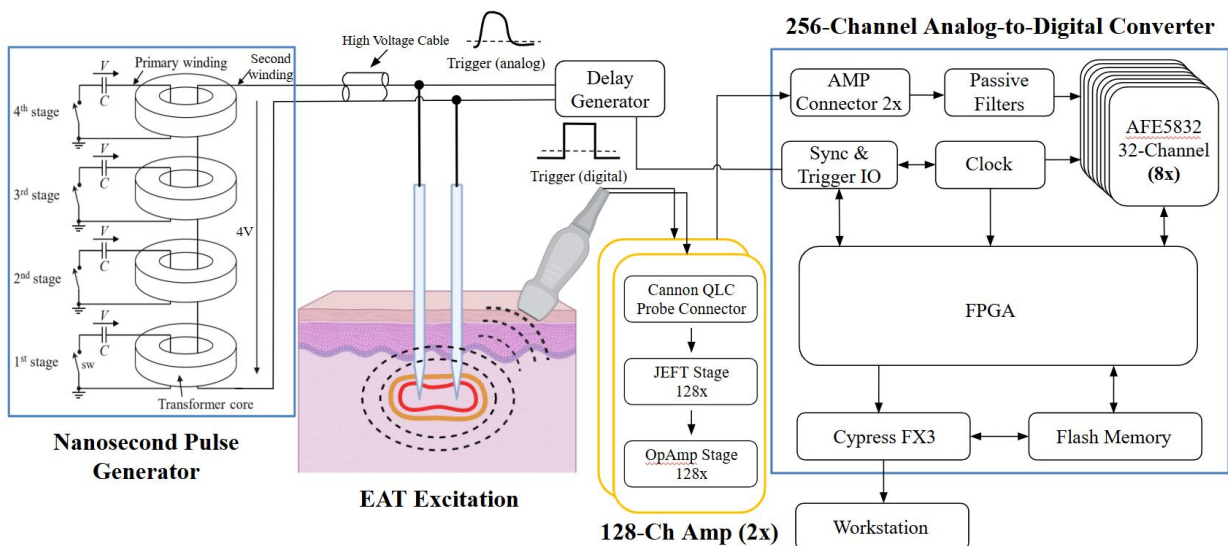 256-Channel Analog-to-Digital Converter
High Voltage Cable
Trigger (analog)
Primary winding
Second
winding
V
C
4th stage
V
C
3rd stage
4V
V
C
2nd stage
V
C
1st stage
sw
Transformer core
Nanosecond Pulse
Generator
Delay
Generator
Trigger (digital)
EAT Excitation
Cannon QLC
Probe Connector
JEFT Stage
128x
OpAmp Stage
128x
128-Ch Amp (2x)
AMP
Connector 2x
Passive
Filters
AFE5832
32-Channel
(8x)
Sync &
Trigger IO
Clock
FPGA
Cypress FX3
Flash Memory
Workstation